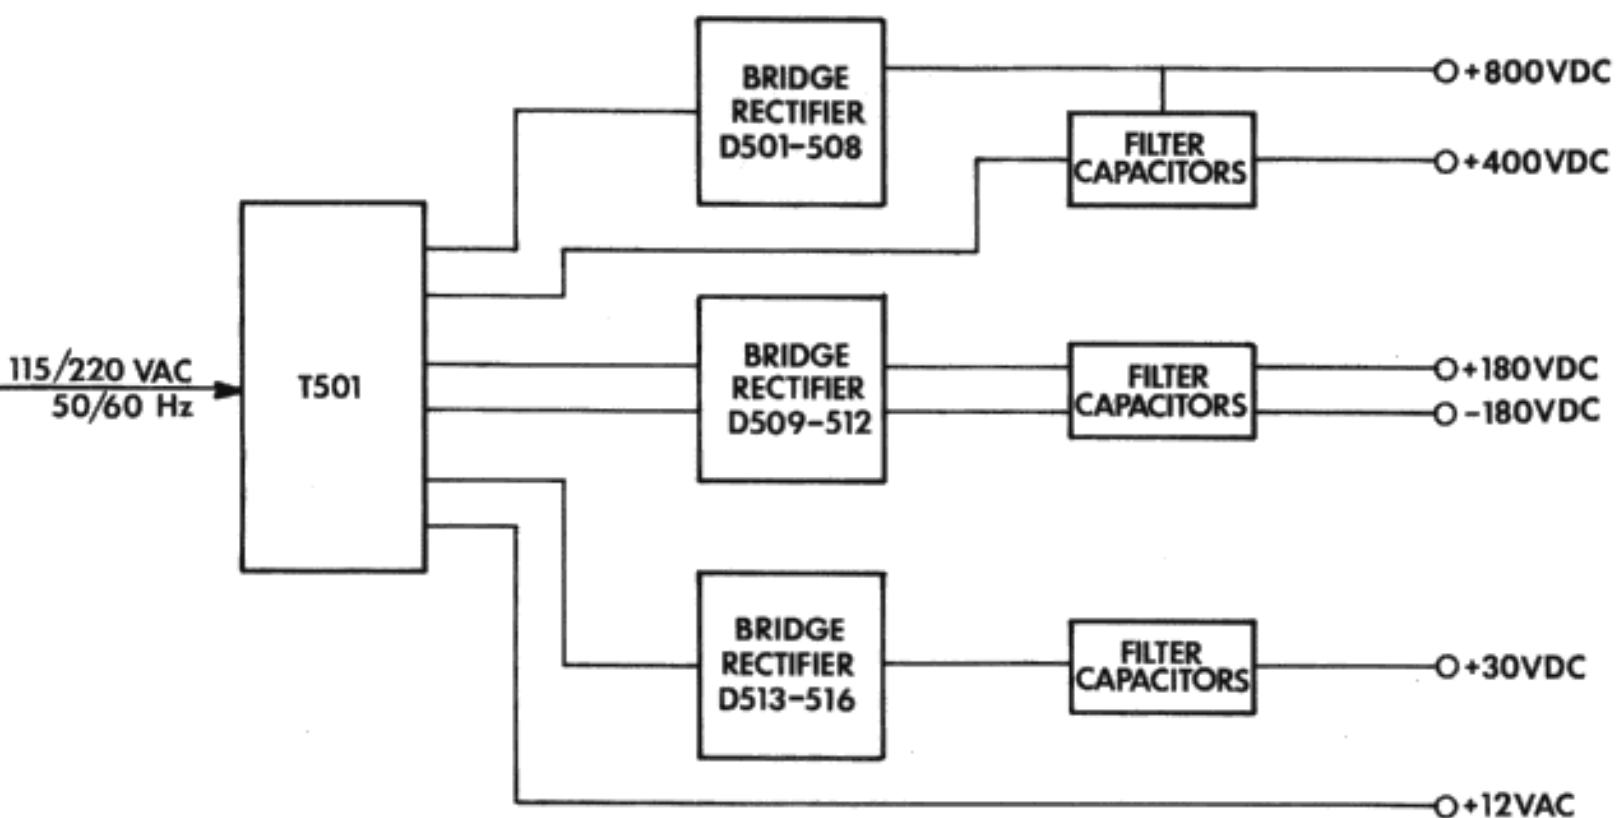 BRIDGE
RECTIFIER
D501-508
+800VDC
FILTER
CAPACITORS
+400VDC
115/220 VAC
50/60 Hz
T501
BRIDGE
RECTIFIER
D509-512
FILTER
CAPACITORS
+180VDC
-180VDC
BRIDGE
RECTIFIER
D513-516
FILTER
CAPACITORS
+30VDC
+12VAC